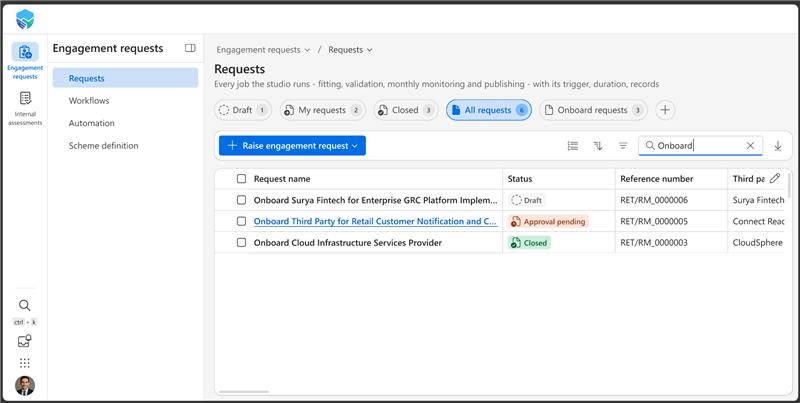 Engagement requests
Engagement requests / Requests
Engagement
requests
Internal
assessments
Requests
Workflows
Automation
Scheme definition
Requests
Every job the studio runs - fitting, validation, monthly monitoring and publishing - with its trigger, duration, records
Draft 1 My requests 2 Closed 3 All requests 6 Onboard requests 3
Raise engagement request Onboard
Request name Status Reference number Third pa
Onboard Surya Fintech for Enterprise GRC Platform Implem... Draft RET/RM_0000006 Surya Fintech
Onboard Third Party for Retail Customer Notification and C... Approval pending RET/RM_0000005 Connect Reac
Onboard Cloud Infrastructure Services Provider Closed RET/RM_0000003 CloudSphere
ctrl + k